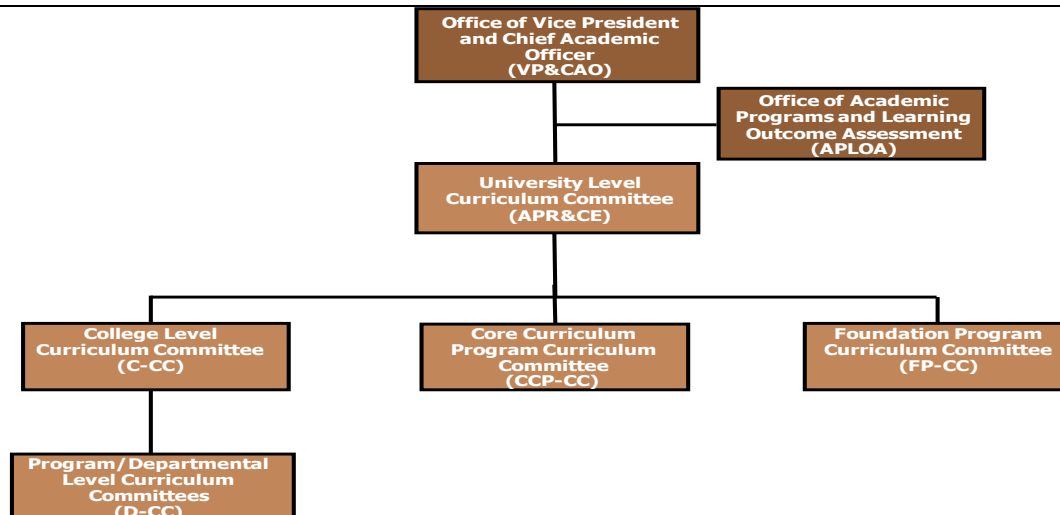 Office of Vice President
and Chief Academic
Officer
(VP&CAO)
Office of Academic
Programs and Learning
Outcome Assessment
(APLOA)
University Level
Curriculum Committee
(APR&CE)
College Level
Curriculum Committee
(C-CC)
Core Curriculum
Program Curriculum
Committee
(CCP-CC)
Foundation Program
Curriculum Committee
(FP-CC)
Program/Departmental
Level Curriculum
Committees
(D-CC)